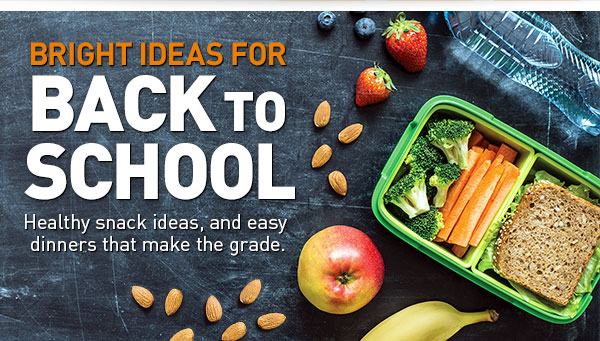 BRIGHT IDEAS FOR
BACK TO
SCHOOL
Healthy snack ideas, and easy
dinners that make the grade.